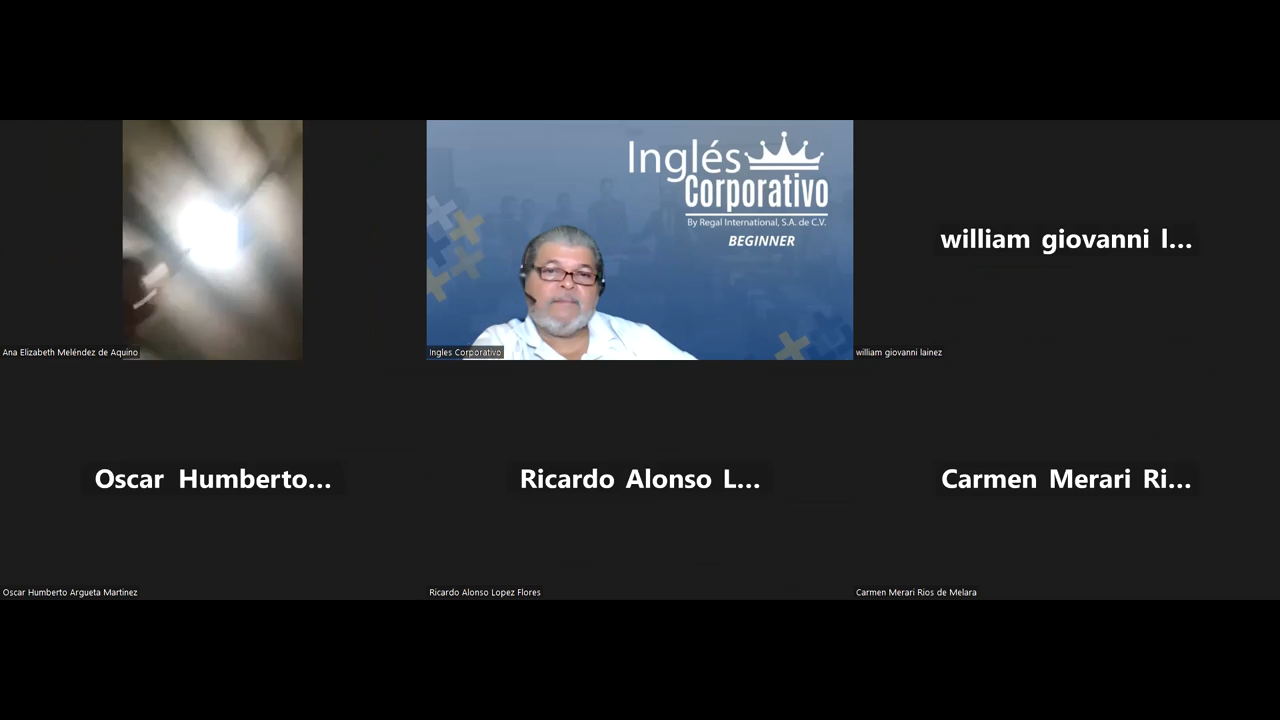 Inglés
Corporativo
By Regal International, S.A. de C.V.
BEGINNER
william giovanni l...
Ana Elizabeth Meléndez de Aquino
Ingles Corporativo
william giovanni lainez
Oscar Humberto...
Ricardo Alonso L...
Carmen Merari Ri...
Oscar Humberto Argueta Martinez
Ricardo Alonso Lopez Flores
Carmen Merari Rios de Melara